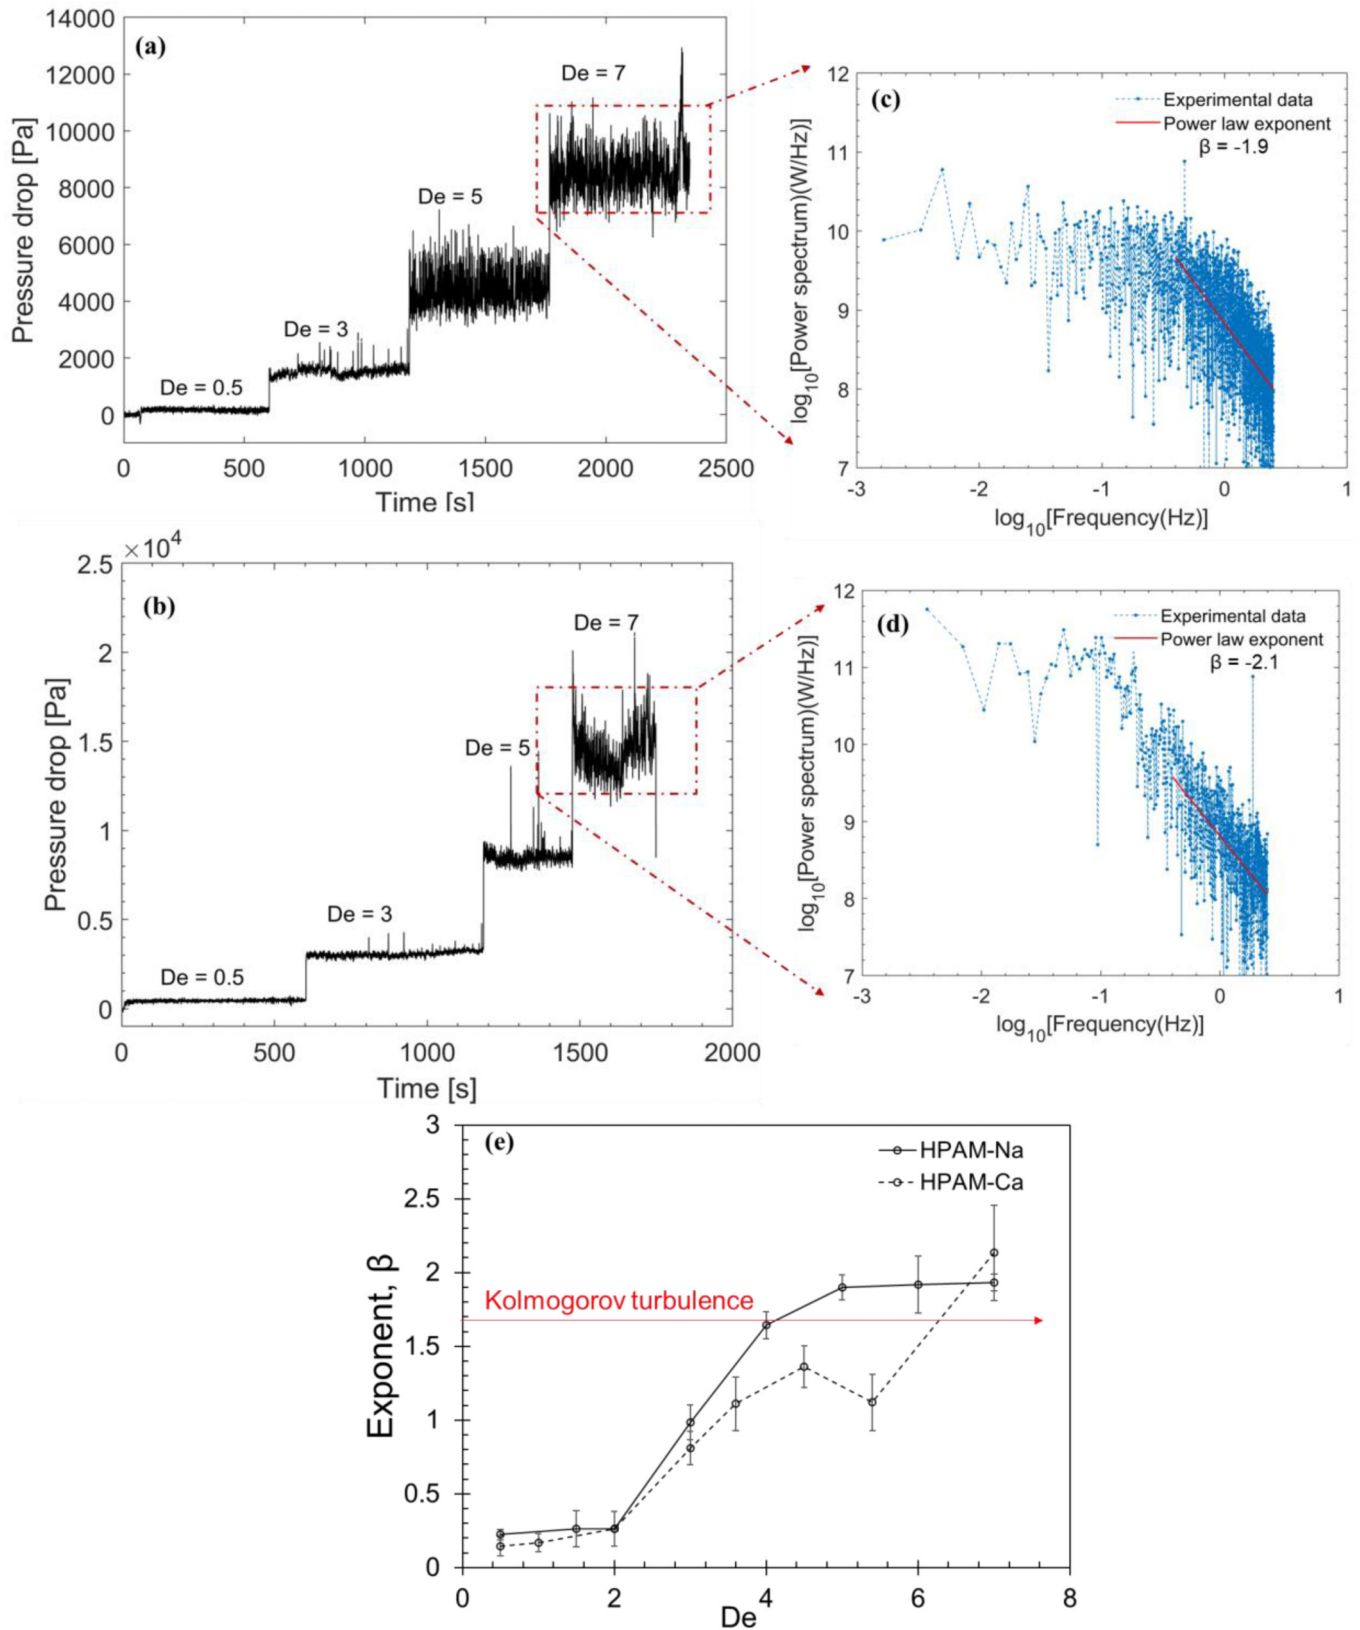 (a)
14000
12000
10000
8000
6000
4000
2000
0
Pressure drop [Pa]
De = 0.5
De = 3
De = 5
De = 7
0 500 1000 1500 2000 2500
Time [s]
(c)
12
11
10
9
8
7
log10[Power spectrum)(W/Hz)]
Experimental data
Power law exponent
β = -1.9
-3 -2 -1 0 1
log10[Frequency(Hz)]
(b)
×10^4
2.5
2
1.5
1
0.5
0
Pressure drop [Pa]
De = 0.5
De = 3
De = 5
De = 7
0 500 1000 1500 2000
Time [s]
(d)
12
11
10
9
8
7
log10[Power spectrum)(W/Hz)]
Experimental data
Power law exponent
β = -2.1
-3 -2 -1 0 1
log10[Frequency(Hz)]
(e)
3
2.5
2
1.5
1
0.5
0
Exponent, β
HPAM-Na
HPAM-Ca
Kolmogorov turbulence
0 2 4 6 8
De